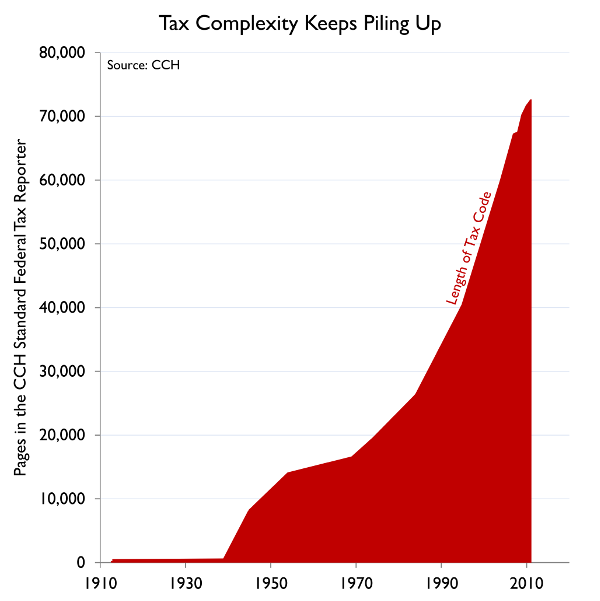 Tax Complexity Keeps Piling Up
Source: CCH
Pages in the CCH Standard Federal Tax Reporter
80,000
70,000
60,000
50,000
40,000
30,000
20,000
10,000
0
Length of Tax Code
1910 1930 1950 1970 1990 2010